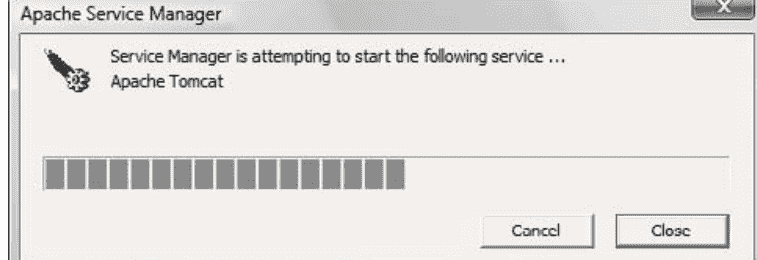 Apache Service Manager
Service Manager is attempting to start the following service ...
Apache Tomcat
Cancel
Close